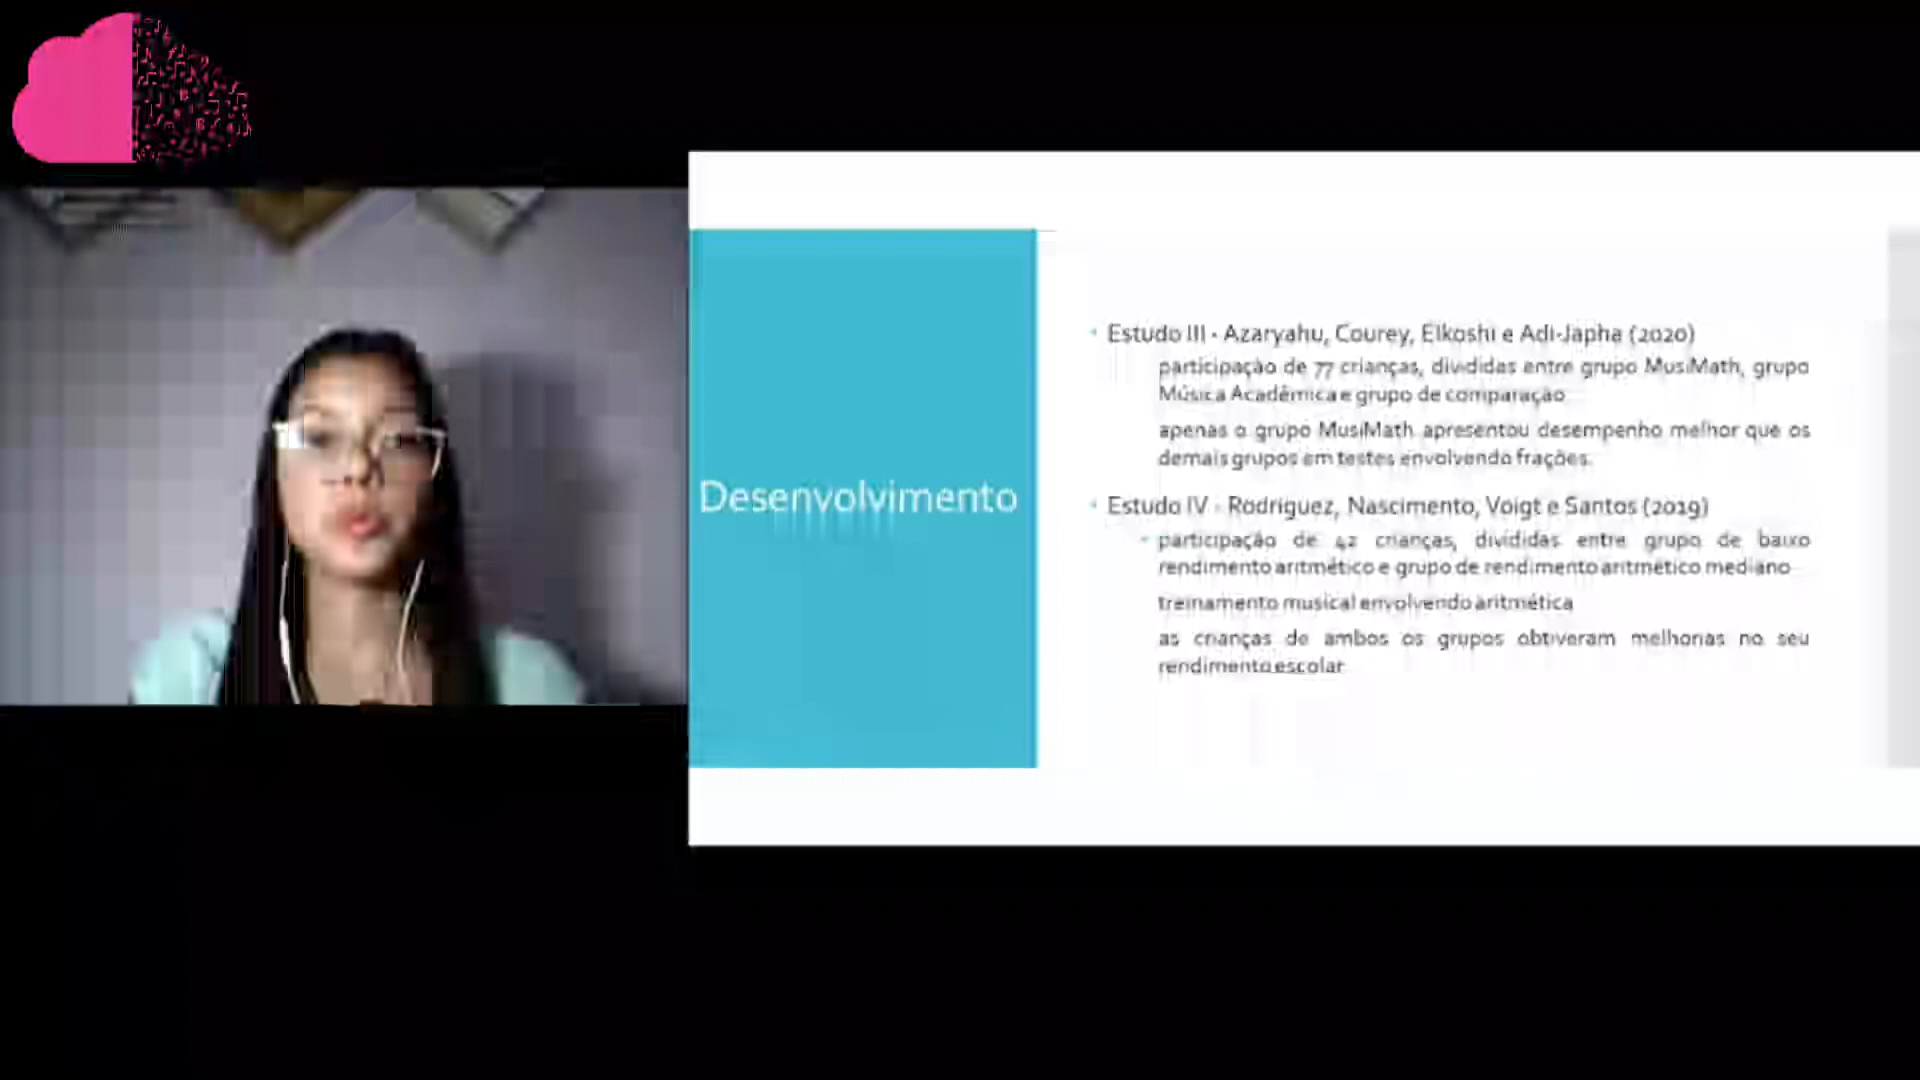 Desenvolvimento
Estudo III - Azaryahu, Courey, Elkoshi e Adi-Japha (2020)
participação de 77 crianças, divididas entre grupo MusiMath, grupo
Música Acadêmica e grupo de comparação
apenas o grupo MusiMath apresentou desempenho melhor que os
demais grupos em testes envolvendo frações.
Estudo IV - Rodriguez, Nascimento, Voigt e Santos (2019)
participação de 42 crianças, divididas entre grupo de baixo
rendimento aritmético e grupo de rendimento aritmético mediano
treinamento musical envolvendo aritmética
as crianças de ambos os grupos obtiveram melhorias no seu
rendimento escolar